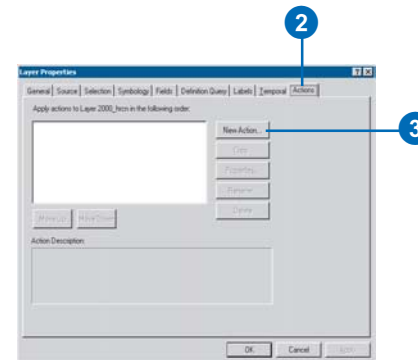 2
Layer Properties
General Source Selection Symbology Fields Definition Query Labels Temporal Actions
Apply actions to Layer 2000_hrcn in the following order:
New Action...
3
Copy
Properties...
Rename
Delete
Move Up Move Down
Action Description:
OK Cancel Apply